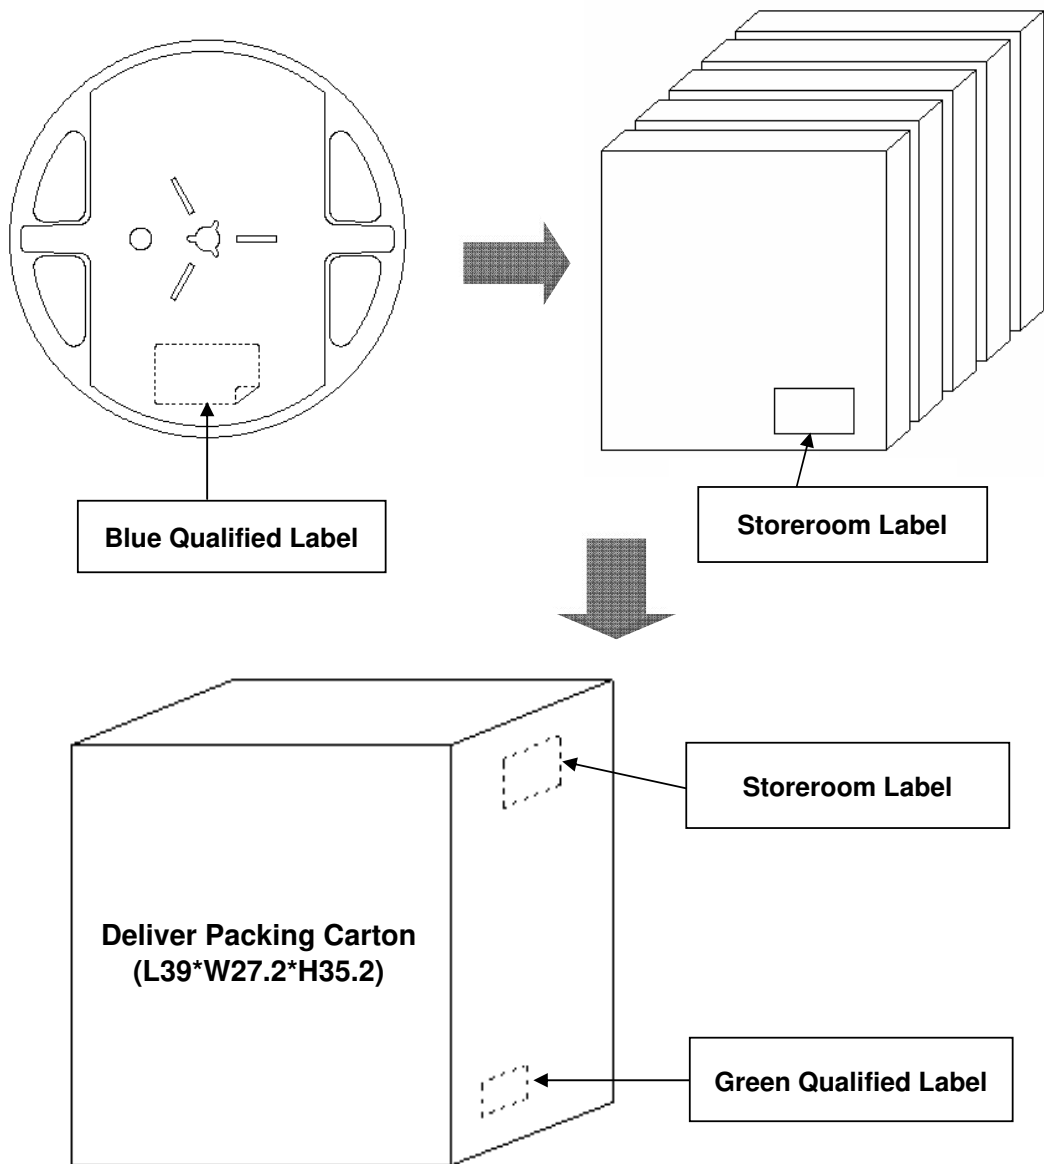 Blue Qualified Label
Storeroom Label
Storeroom Label
Deliver Packing Carton
(L39*W27.2*H35.2)
Green Qualified Label